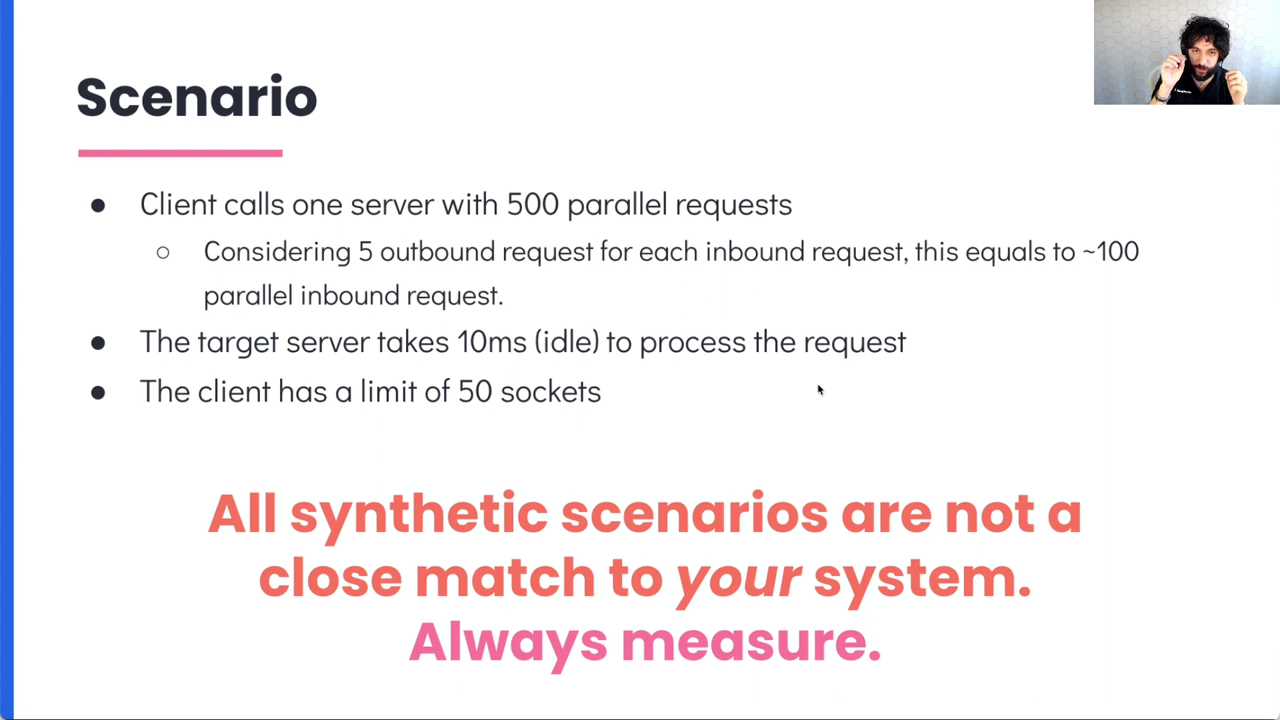 Scenario
● Client calls one server with 500 parallel requests
○ Considering 5 outbound request for each inbound request, this equals to ~100
parallel inbound request.
● The target server takes 10ms (idle) to process the request
● The client has a limit of 50 sockets
All synthetic scenarios are not a
close match to your system.
Always measure.